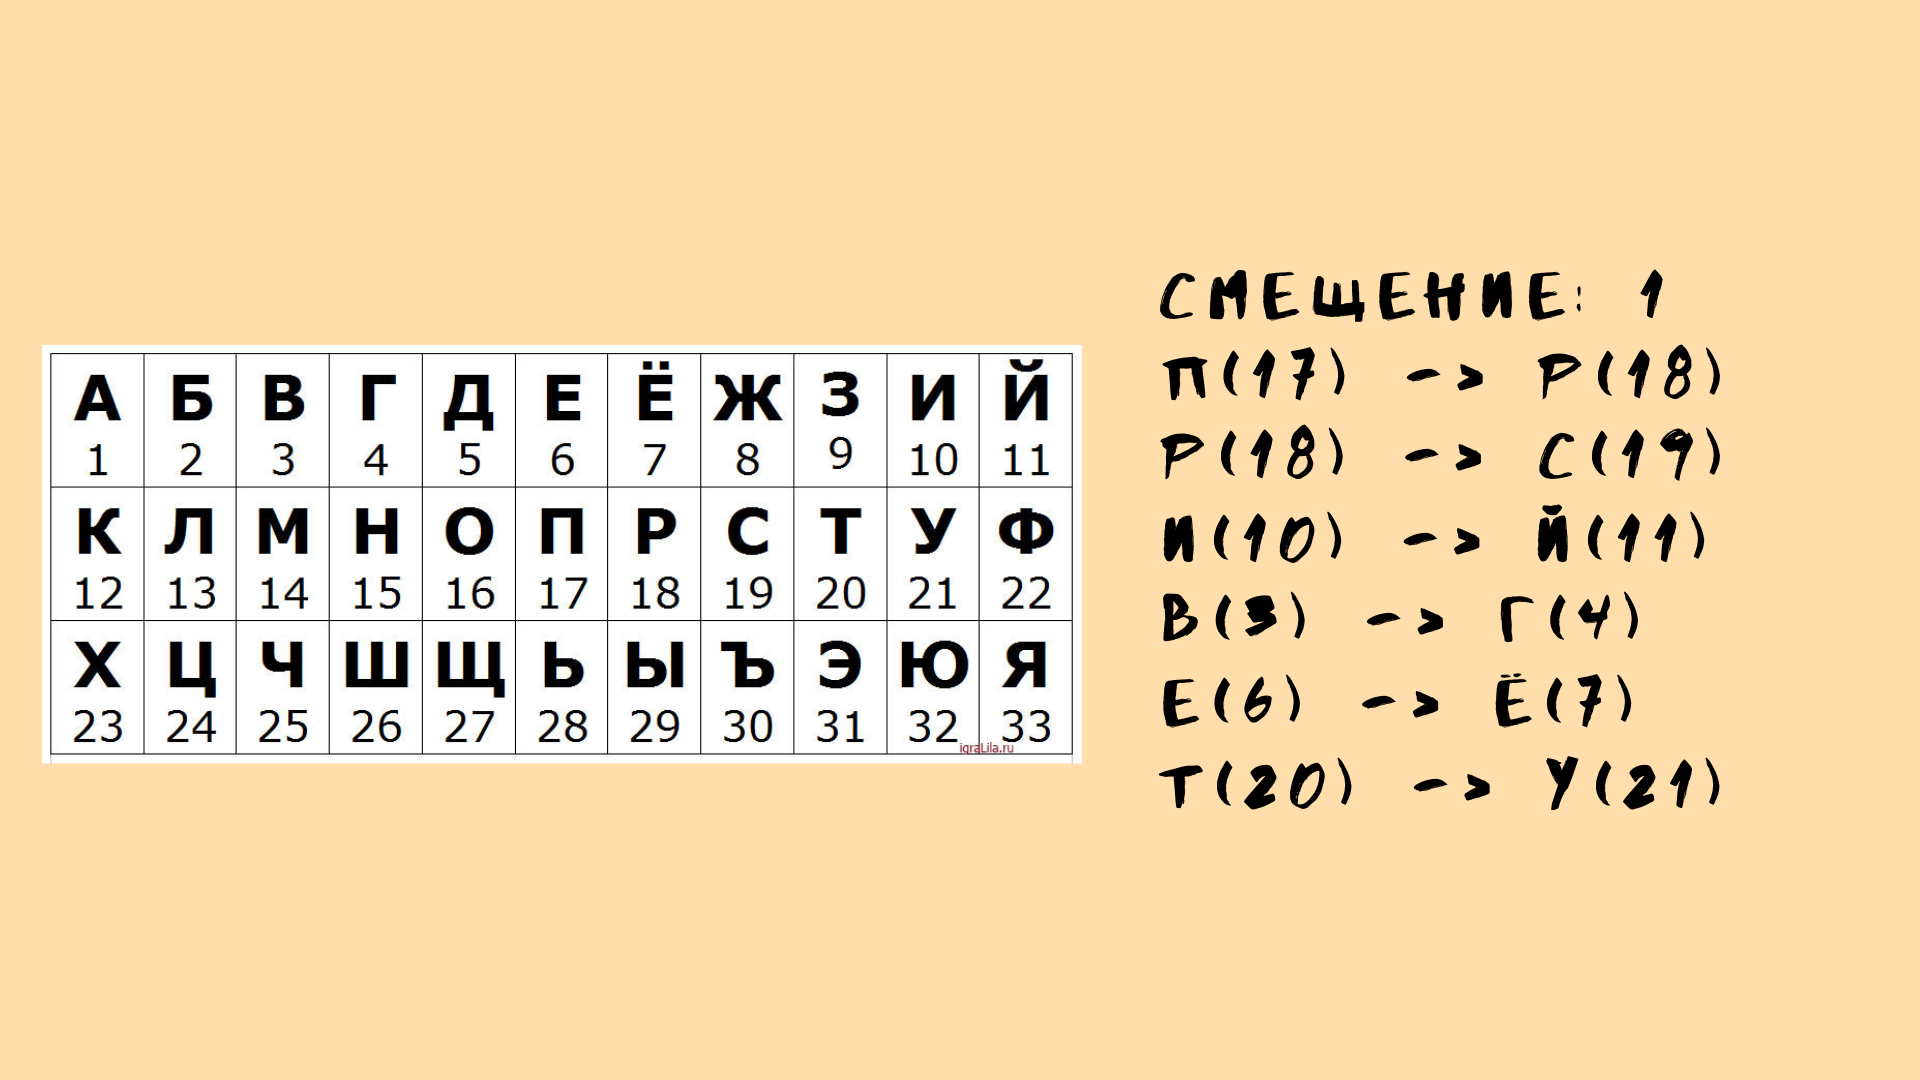 А Б В Г Д Е Ё Ж З И Й
1 2 3 4 5 6 7 8 9 10 11
К Л М Н О П Р С Т У Ф
12 13 14 15 16 17 18 19 20 21 22
Х Ц Ч Ш Щ Ь Ы Ъ Э Ю Я
23 24 25 26 27 28 29 30 31 32 33
igraLila.ru
СМЕЩЕНИЕ: 1
П(17) -> Р(18)
Р(18) -> С(19)
И(10) -> Й(11)
В(3) -> Г(4)
Е(6) -> Ё(7)
Т(20) -> У(21)